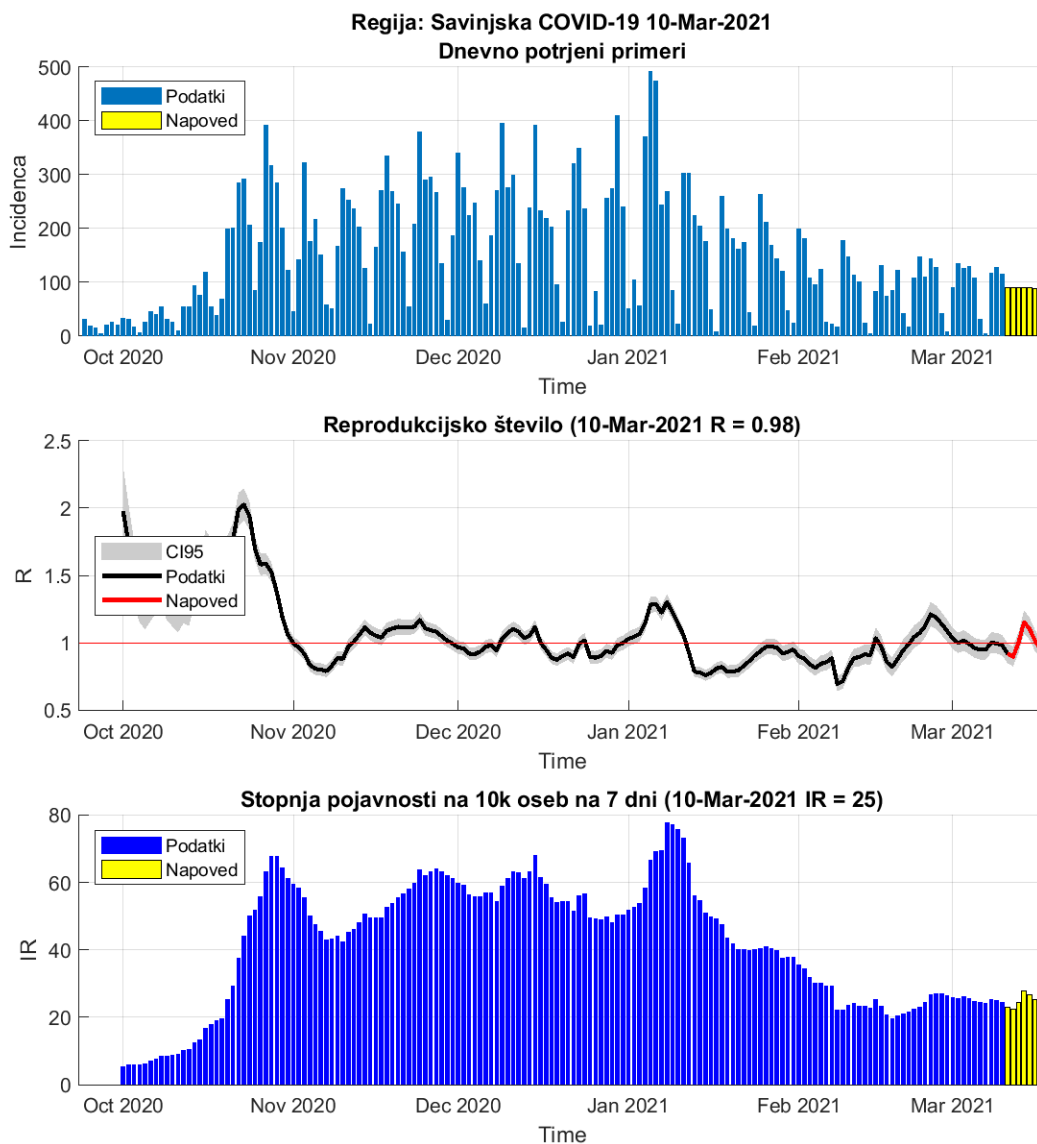 Regija: Savinjska COVID-19 10-Mar-2021
Dnevno potrjeni primeri
500
400
300
200
100
0
Incidenca
Podatki
Napoved
Oct 2020 Nov 2020 Dec 2020 Jan 2021 Feb 2021 Mar 2021
Time
Reprodukcijsko število (10-Mar-2021 R = 0.98)
2.5
2
1.5
1
0.5
R
CI95
Podatki
Napoved
Oct 2020 Nov 2020 Dec 2020 Jan 2021 Feb 2021 Mar 2021
Time
Stopnja pojavnosti na 10k oseb na 7 dni (10-Mar-2021 IR = 25)
80
60
40
20
0
IR
Podatki
Napoved
Oct 2020 Nov 2020 Dec 2020 Jan 2021 Feb 2021 Mar 2021
Time